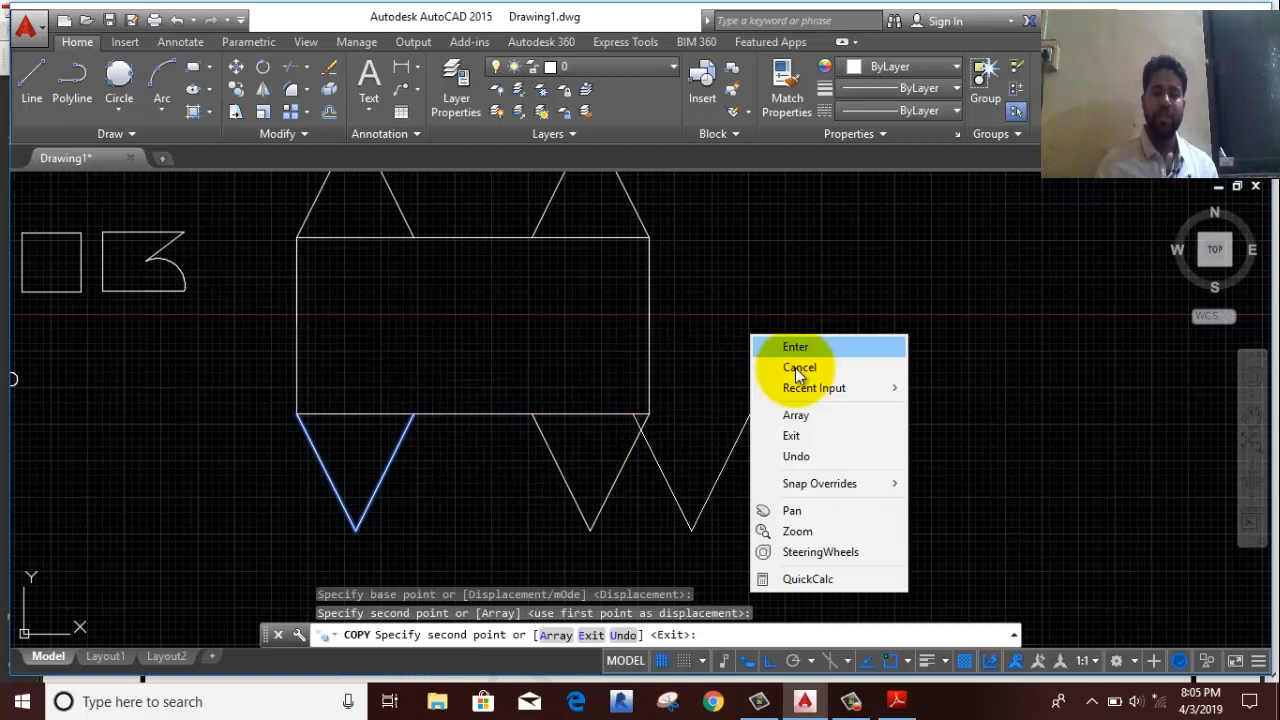 Autodesk AutoCAD 2015 Drawing1.dwg
Type a keyword or phrase
Sign In
Home Insert Annotate Parametric View Manage Output Add-ins Autodesk 360 Express Tools BIM 360 Featured Apps
0
ByLayer
Line Polyline Circle Arc
Text
Layer
Properties
Insert
Match
Properties
ByLayer
ByLayer
Group
Draw
Modify
Annotation
Layers
Block
Properties
Groups
Drawing1*
N
W
TOP
E
S
WCS
Enter
Cancel
Recent Input
Array
Exit
Undo
Snap Overrides
Pan
Zoom
SteeringWheels
QuickCalc
Y
X
Specify base point or [Displacement/mOde] <Displacement>:
Specify second point or [Array] <use first point as displacement>:
COPY Specify second point or [Array Exit Undo] <Exit>:
Model Layout1 Layout2
MODEL
1:1
Type here to search
8:05 PM
4/3/2019